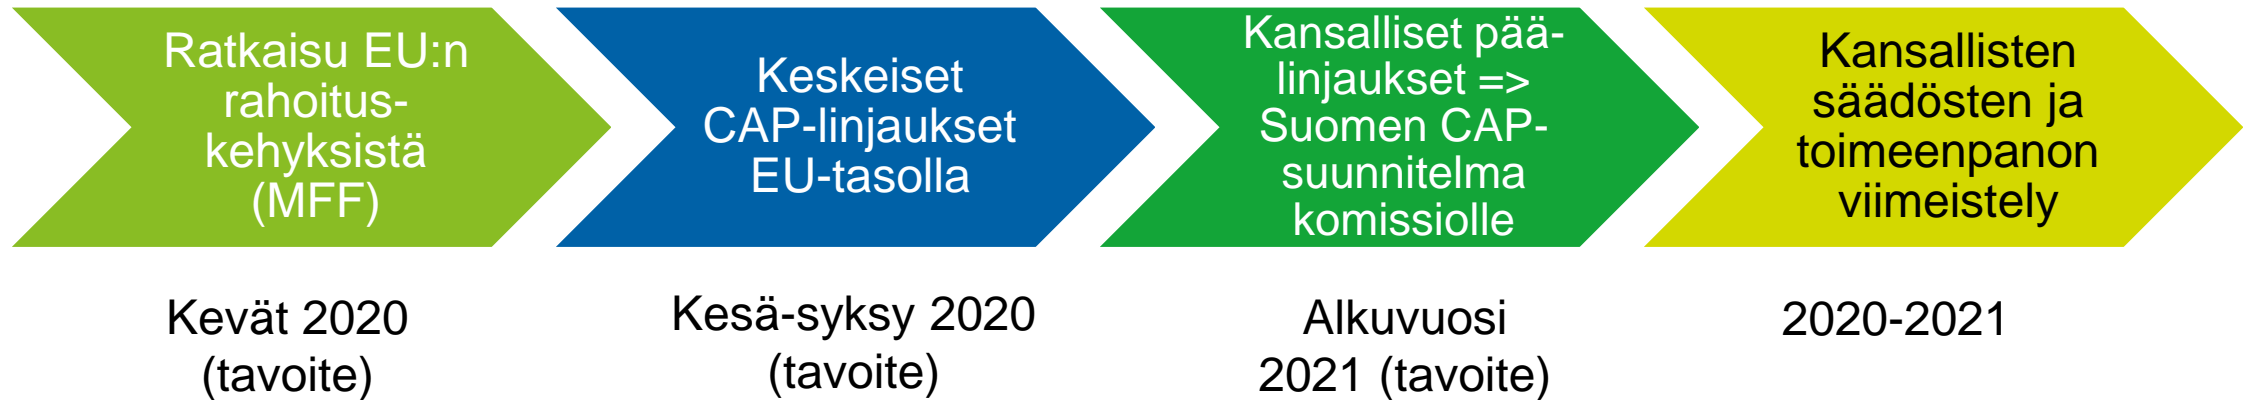 Ratkaisu EU:n
rahoitus-
kehyksistä
(MFF)
Keskeiset
CAP-linjaukset
EU-tasolla
Kansalliset pää-
linjaukset =>
Suomen CAP-
suunnitelma
komissiolle
Kansallisten
säädösten ja
toimeenpanon
viimeistely
Kevät 2020
(tavoite)
Kesä-syksy 2020
(tavoite)
Alkuvuosi
2021 (tavoite)
2020-2021